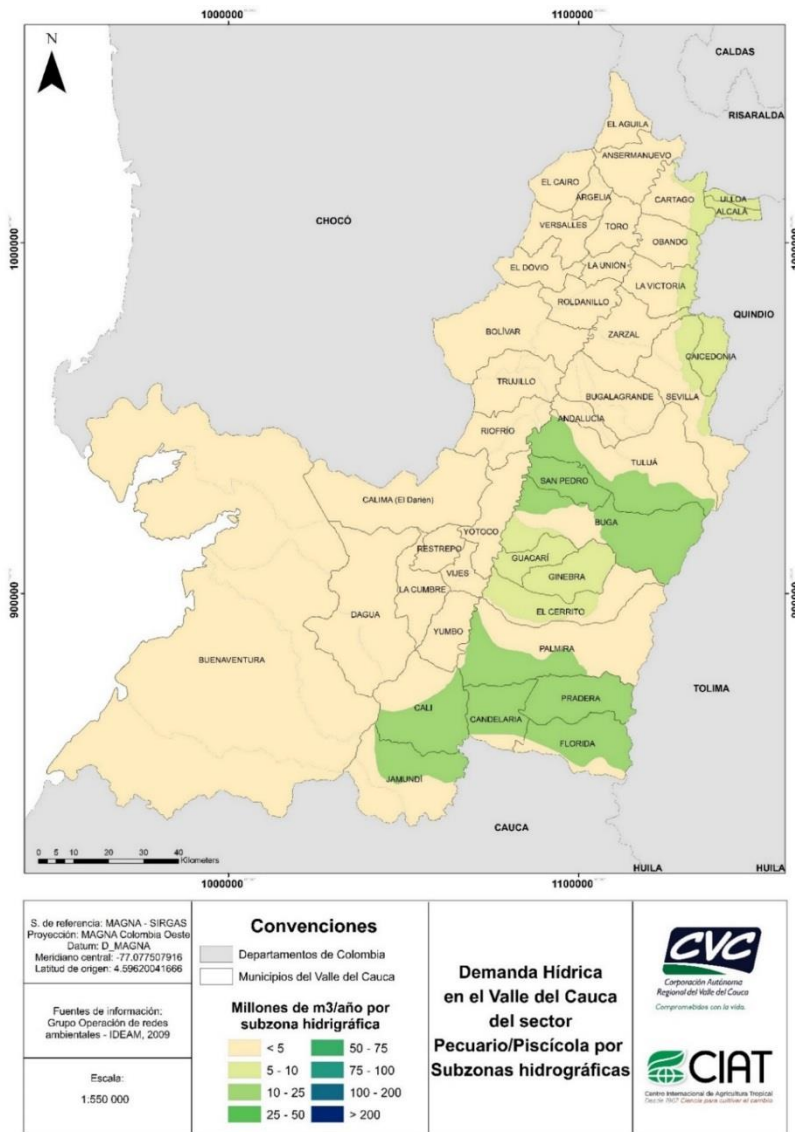 1000000
1100000
N
CALDAS
RISARALDA
EL AGUILA
ANSERMANUEVO
EL CAIRO
ARGELIA
CARTAGO
ULLOA
ALCALÁ
CHOCÓ
VERSALLES
TORO
OBANDO
1000000
1000000
EL DOVIO
LA UNIÓN
LA VICTORIA
ROLDANILLO
QUINDIO
BOLÍVAR
ZARZAL
CAICEDONIA
TRUJILLO
BUGALAGRANDE
SEVILLA
ANDALUCIA
RIOFRÍO
TULUÁ
SAN PEDRO
CALIMA (El Darién)
BUGA
YOTOCO
RESTREPO
GUACARÍ
VIJES
GINEBRA
LA CUMBRE
900000
900000
DAGUA
EL CERRITO
YUMBO
PALMIRA
BUENAVENTURA
TOLIMA
PRADERA
CALI
CANDELARIA
FLORIDA
JAMUNDÍ
CAUCA
0 5 10 20 30 40
Kilometers
HUILA
HUILA
1000000
1100000
S. de referencia: MAGNA - SIRGAS
Proyección: MAGNA Colombia Oeste
Datum: D_MAGNA
Meridiano central: -77.077507916
Latitud de origen: 4.59620041666
Fuentes de información:
Grupo Operación de redes
ambientales - IDEAM, 2009
Escala:
1:550 000
Convenciones
Departamentos de Colombia
Municipios del Valle del Cauca
Millones de m3/año por
subzona hidrigráfica
< 5
50 - 75
5 - 10
75 - 100
10 - 25
100 - 200
25 - 50
> 200
Demanda Hídrica
en el Valle del Cauca
del sector
Pecuario/Piscícola por
Subzonas hidrográficas
CVC
Corporación Autónoma
Regional del Valle del Cauca
Comprometidos con la vida.
CIAT
Centro Internacional de Agricultura Tropical
Desde 1967 Ciencia para cultivar el cambio